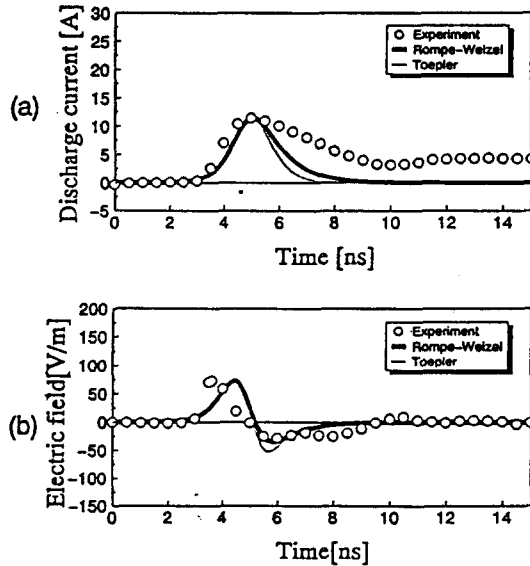 (a)
Discharge current [A]
30
25
20
15
10
5
0
-5
Experiment
Rompe-Weizel
Toepler
0 2 4 6 8 10 12 14
Time [ns]
(b)
Electric field[V/m]
200
150
100
50
0
-50
-100
-150
Experiment
Rompe-Weizel
Toepler
0 2 4 6 8 10 12 14
Time[ns]